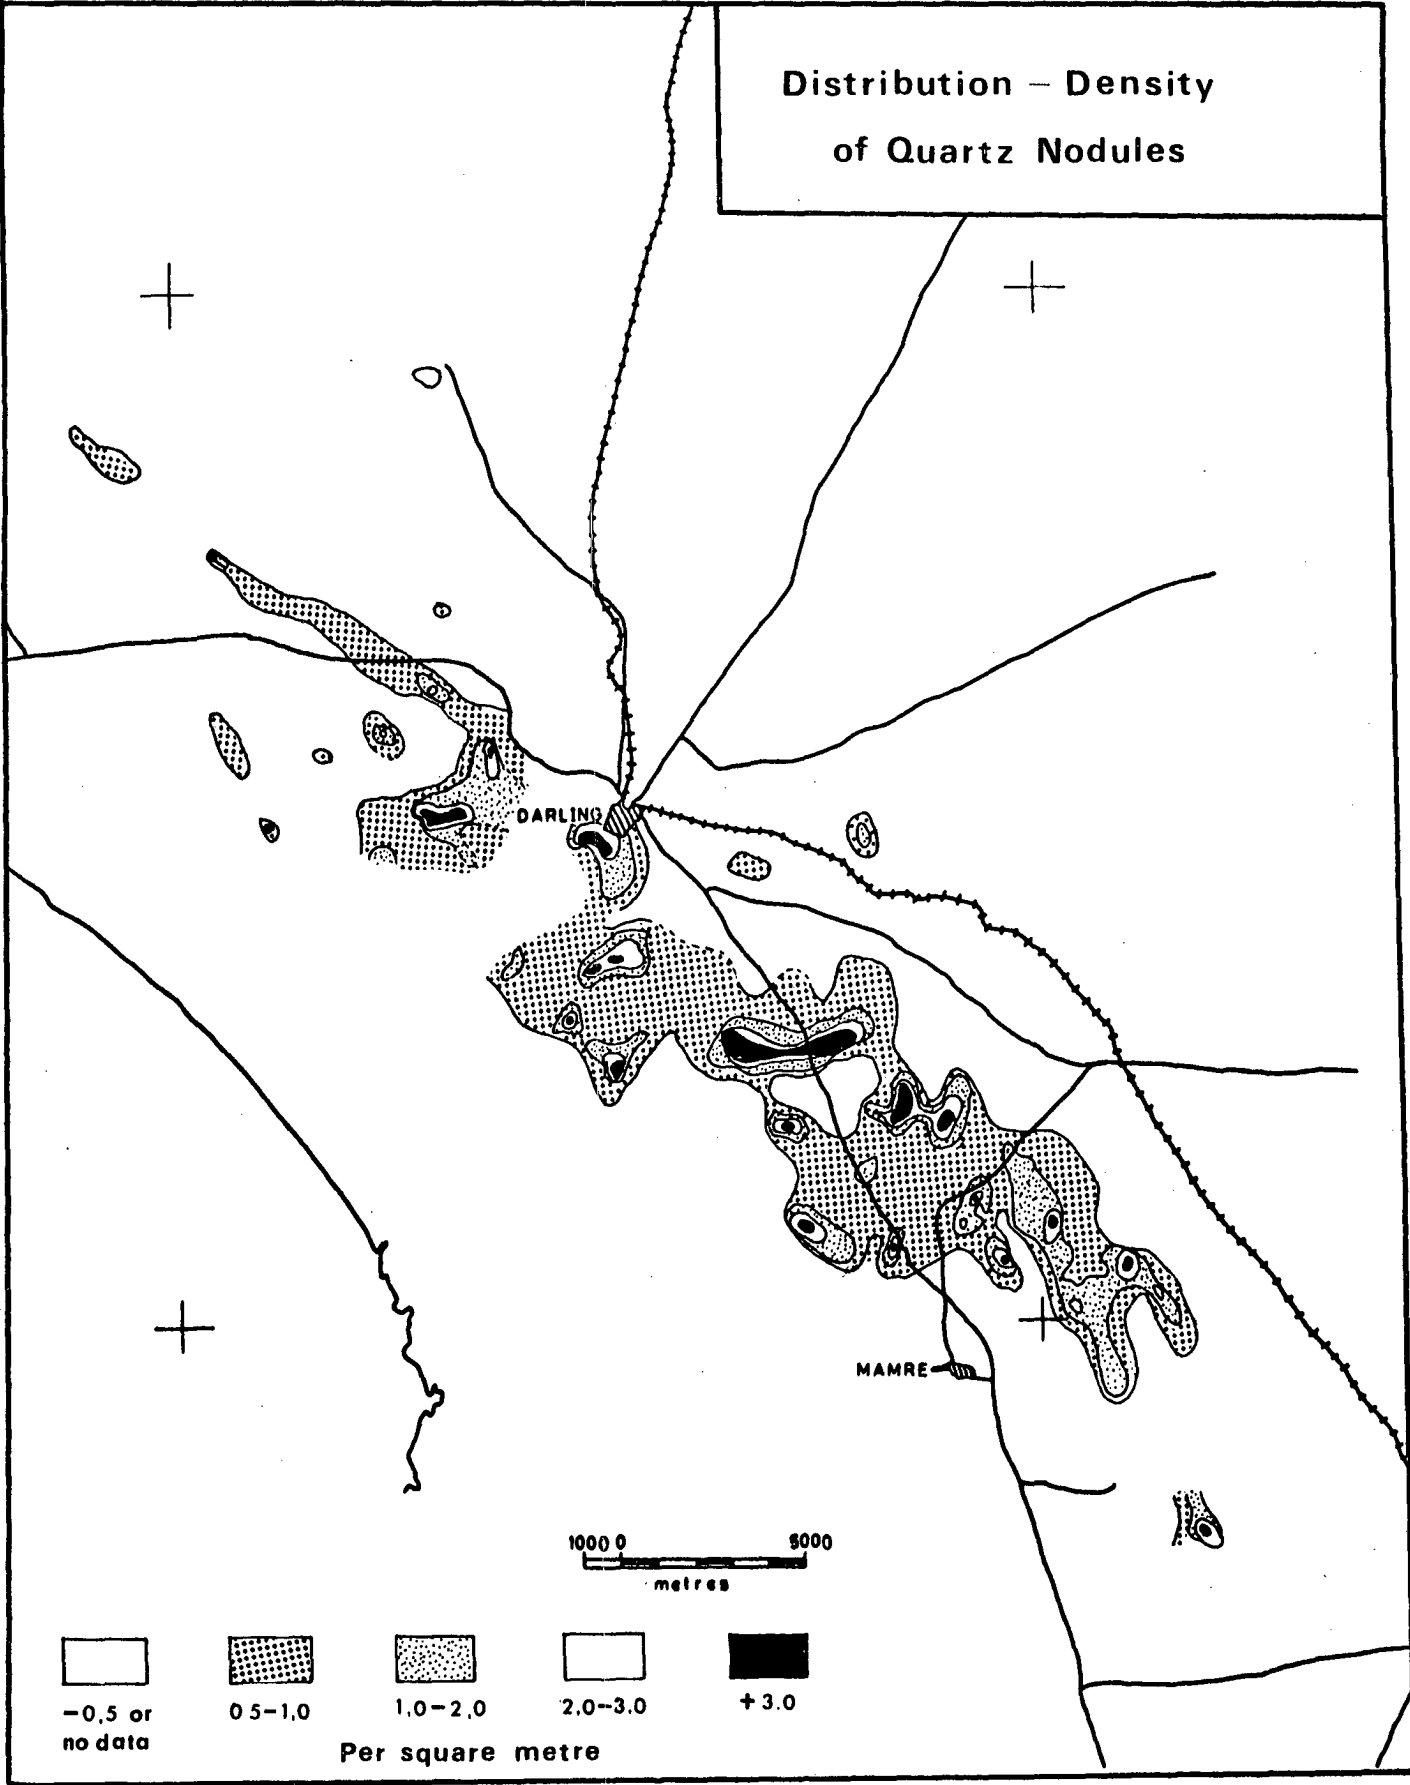 Distribution – Density
of Quartz Nodules
DARLING
MAMRE
1000 0 5000
metres
–0,5 or
no data
0 5–1,0
1,0–2,0
2,0–3,0
+3.0
Per square metre